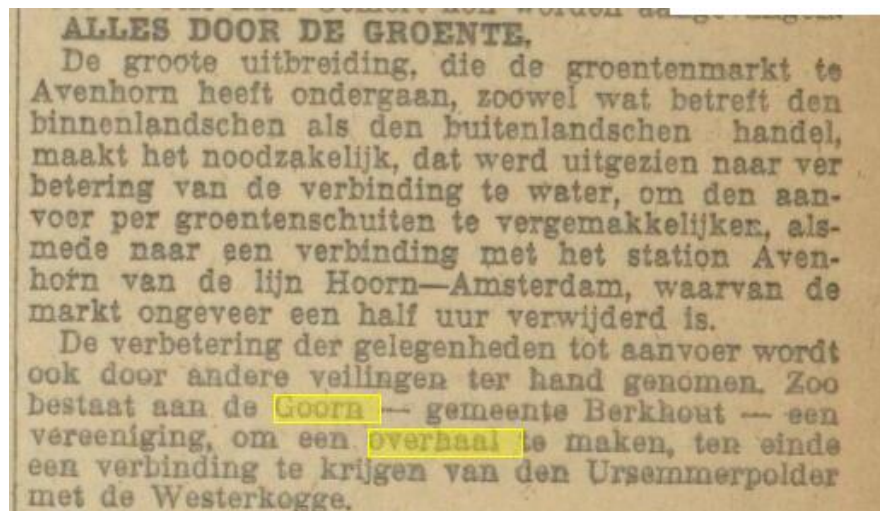 ALLES DOOR DE GROENTE.
De groote uitbreiding, die de groentenmarkt te
Avenhorn heeft ondergaan, zoowel wat betreft den
binnenlandschen als den buitenlandschen handel,
maakt het noodzakelijk, dat werd uitgezien naar ver
betering van de verbinding te water, om den aan-
voer per groentenschuiten te vergemakkelijken, als-
mede naar een verbinding met het station Aven-
horn van de lijn Hoorn—Amsterdam, waarvan de
markt ongeveer een half uur verwijderd is.
De verbetering der gelegenheden tot aanvoer wordt
ook door andere veilingen ter hand genomen. Zoo
bestaat aan de Goorn — gemeente Berkhout — een
vereeniging, om een overhaal te maken, ten einde
een verbinding te krijgen van den Ursemmerpolder
met de Westerkogge.